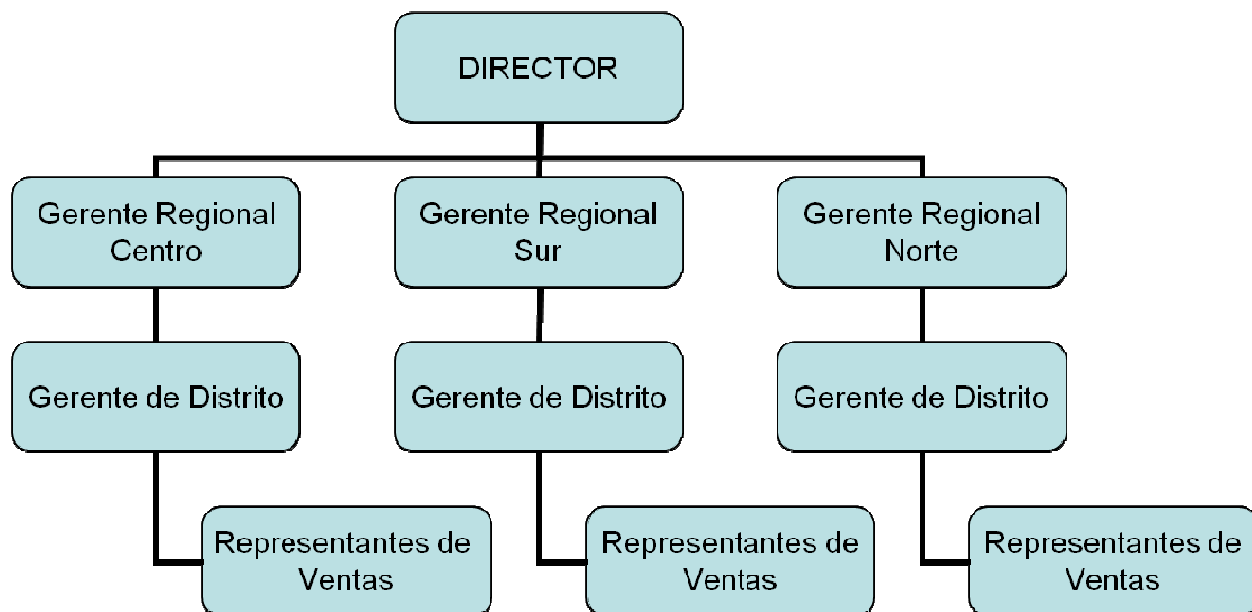 DIRECTOR
Gerente Regional
Centro
Gerente Regional
Sur
Gerente Regional
Norte
Gerente de Distrito
Gerente de Distrito
Gerente de Distrito
Representantes de
Ventas
Representantes de
Ventas
Representantes de
Ventas